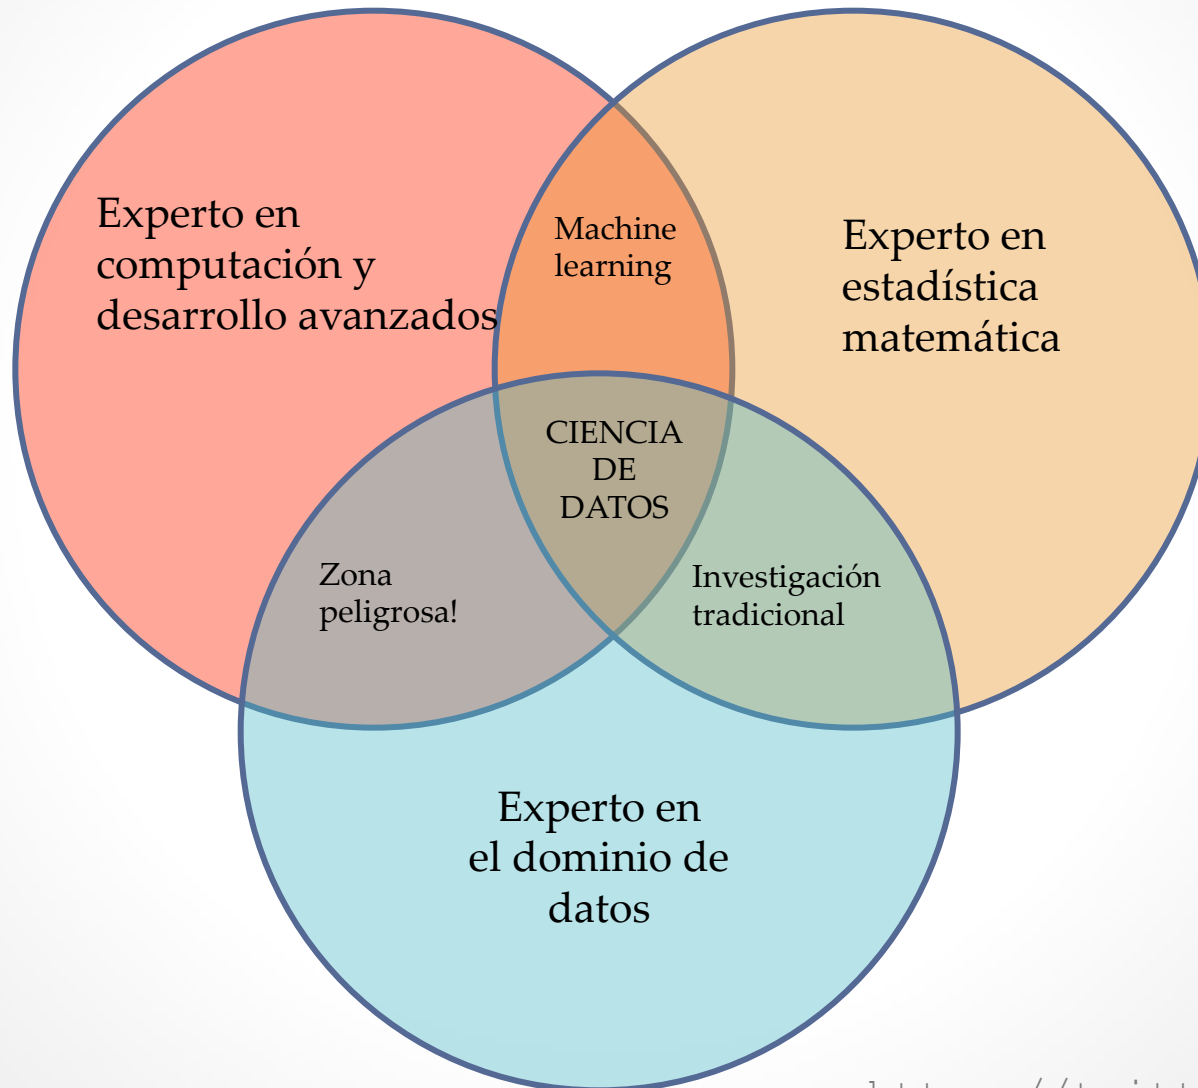 Experto en
computación y
desarrollo avanzados
Machine
learning
Experto en
estadística
matemática
CIENCIA
DE
DATOS
Zona
peligrosa!
Investigación
tradicional
Experto en
el dominio de
datos